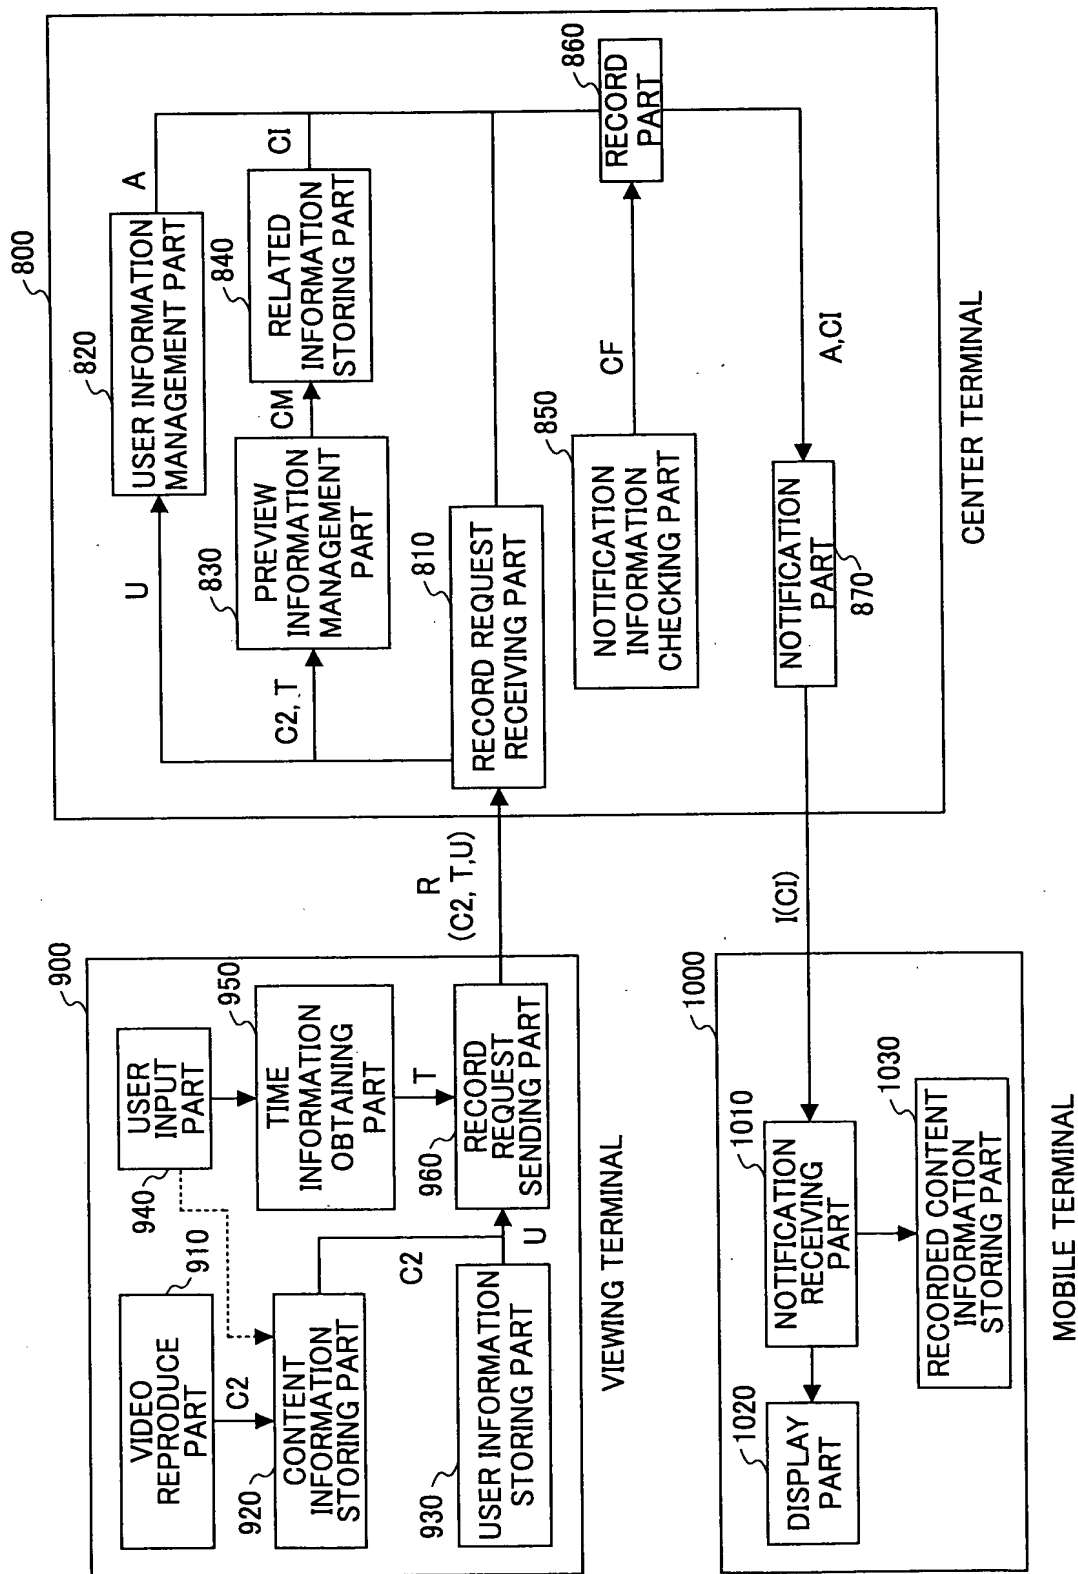 900
VIDEO
REPRODUCE
PART
910
940
USER
INPUT
PART
C2
950
TIME
INFORMATION
OBTAINING
PART
920
CONTENT
INFORMATION
STORING PART
C2
T
930
USER INFORMATION
STORING PART
U
960
RECORD
REQUEST
SENDING PART
VIEWING TERMINAL
R
(C2, T,U)
800
820
USER INFORMATION
MANAGEMENT PART
A
U
830
PREVIEW
INFORMATION
MANAGEMENT
PART
CM
840
RELATED
INFORMATION
STORING PART
CI
C2, T
810
RECORD REQUEST
RECEIVING PART
850
NOTIFICATION
INFORMATION
CHECKING PART
CF
860
RECORD
PART
A,CI
NOTIFICATION
PART
870
CENTER TERMINAL
I(CI)
1000
1010
NOTIFICATION
RECEIVING
PART
1020
DISPLAY
PART
1030
RECORDED CONTENT
INFORMATION
STORING PART
MOBILE TERMINAL